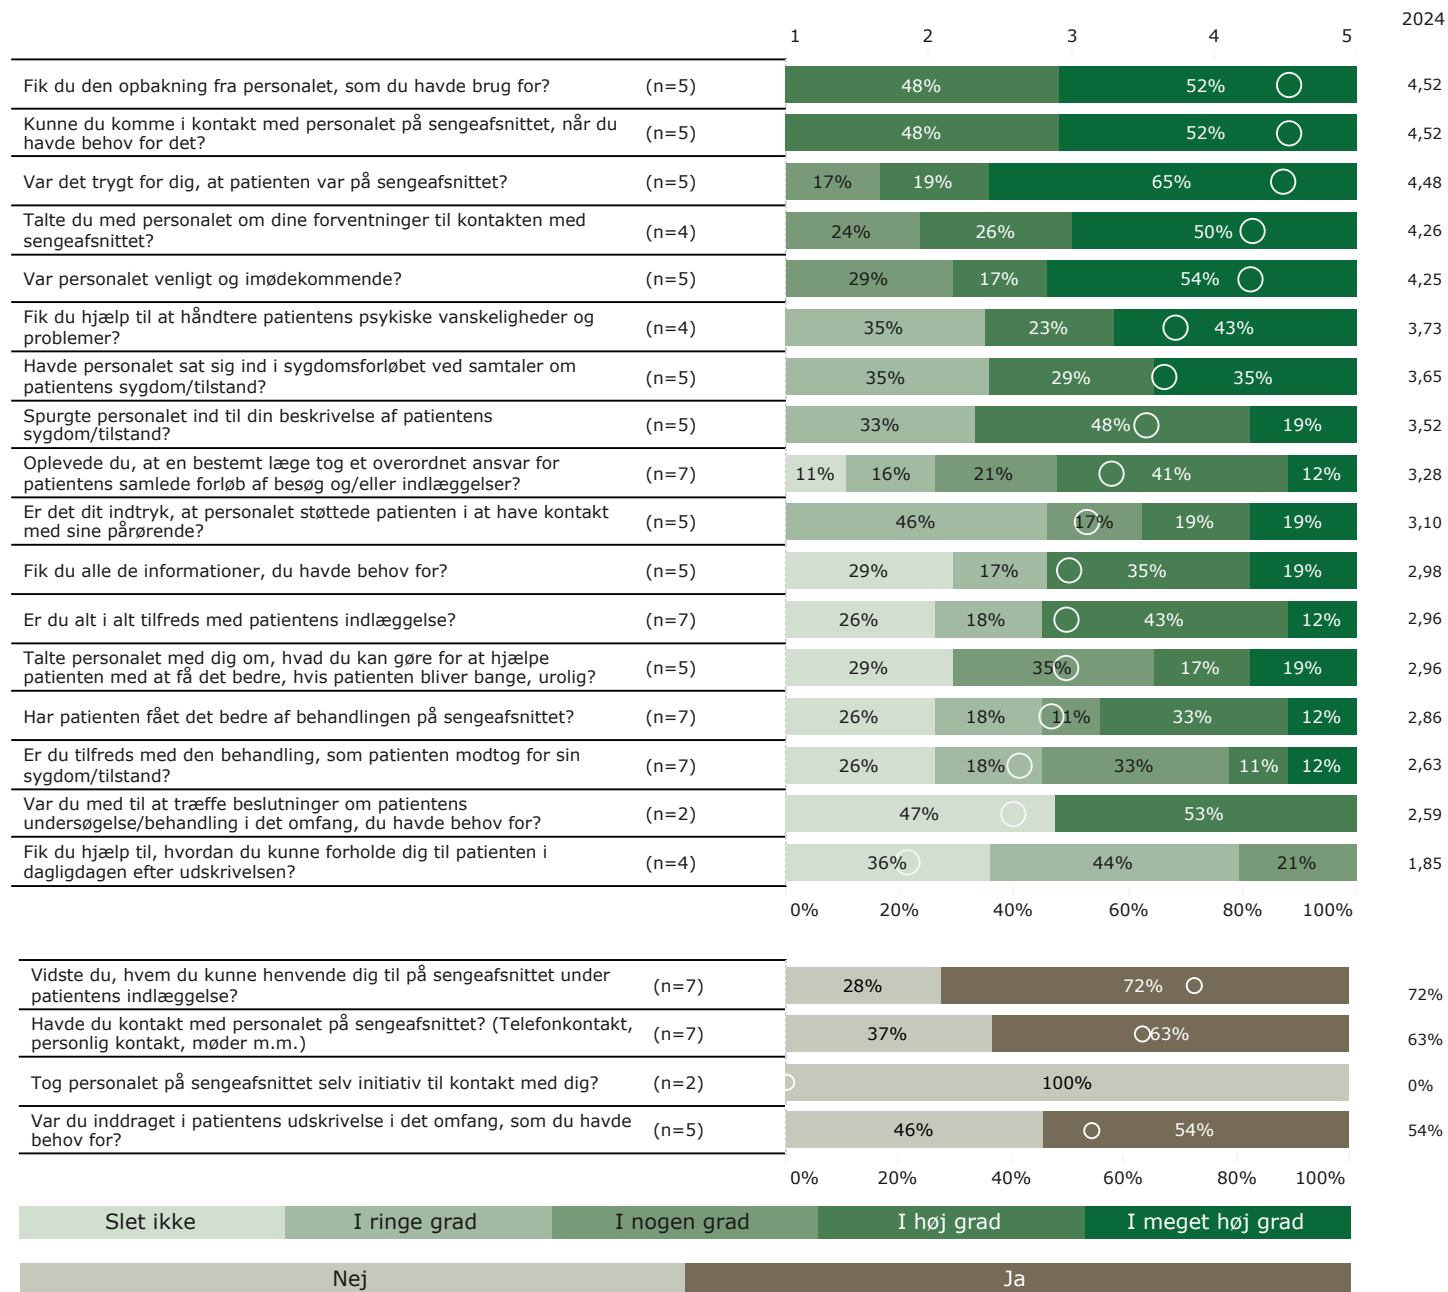 2024
1 2 3 4 5
Fik du den opbakning fra personalet, som du havde brug for? (n=5) 48% 52% 4,52
Kunne du komme i kontakt med personalet på sengeafsnittet, når du
havde behov for det? (n=5) 48% 52% 4,52
Var det trygt for dig, at patienten var på sengeafsnittet? (n=5) 17% 19% 65% 4,48
Talte du med personalet om dine forventninger til kontakten med
sengeafsnittet? (n=4) 24% 26% 50% 4,26
Var personalet venligt og imødekommende? (n=5) 29% 17% 54% 4,25
Fik du hjælp til at håndtere patientens psykiske vanskeligheder og
problemer? (n=4) 35% 23% 43% 3,73
Havde personalet sat sig ind i sygdomsforløbet ved samtaler om
patientens sygdom/tilstand? (n=5) 35% 29% 35% 3,65
Spurgte personalet ind til din beskrivelse af patientens
sygdom/tilstand? (n=5) 33% 48% 19% 3,52
Oplevede du, at en bestemt læge tog et overordnet ansvar for
patientens samlede forløb af besøg og/eller indlæggelser? (n=7) 11% 16% 21% 41% 12% 3,28
Er det dit indtryk, at personalet støttede patienten i at have kontakt
med sine pårørende? (n=5) 46% 17% 19% 19% 3,10
Fik du alle de informationer, du havde behov for? (n=5) 29% 17% 35% 19% 2,98
Er du alt i alt tilfreds med patientens indlæggelse? (n=7) 26% 18% 43% 12% 2,96
Talte personalet med dig om, hvad du kan gøre for at hjælpe
patienten med at få det bedre, hvis patienten bliver bange, urolig? (n=5) 29% 35% 17% 19% 2,96
Har patienten fået det bedre af behandlingen på sengeafsnittet? (n=7) 26% 18% 11% 33% 12% 2,86
Er du tilfreds med den behandling, som patienten modtog for sin
sygdom/tilstand? (n=7) 26% 18% 33% 11% 12% 2,63
Var du med til at træffe beslutninger om patientens
undersøgelse/behandling i det omfang, du havde behov for? (n=2) 47% 53% 2,59
Fik du hjælp til, hvordan du kunne forholde dig til patienten i
dagligdagen efter udskrivelsen? (n=4) 36% 44% 21% 1,85
0% 20% 40% 60% 80% 100%
Vidste du, hvem du kunne henvende dig til på sengeafsnittet under
patientens indlæggelse? (n=7) 28% 72% 72%
Havde du kontakt med personalet på sengeafsnittet? (Telefonkontakt,
personlig kontakt, møder m.m.) (n=7) 37% 63% 63%
Tog personalet på sengeafsnittet selv initiativ til kontakt med dig? (n=2) 100% 0%
Var du inddraget i patientens udskrivelse i det omfang, som du havde
behov for? (n=5) 46% 54% 54%
0% 20% 40% 60% 80% 100%
Slet ikke I ringe grad I nogen grad I høj grad I meget høj grad
Nej Ja